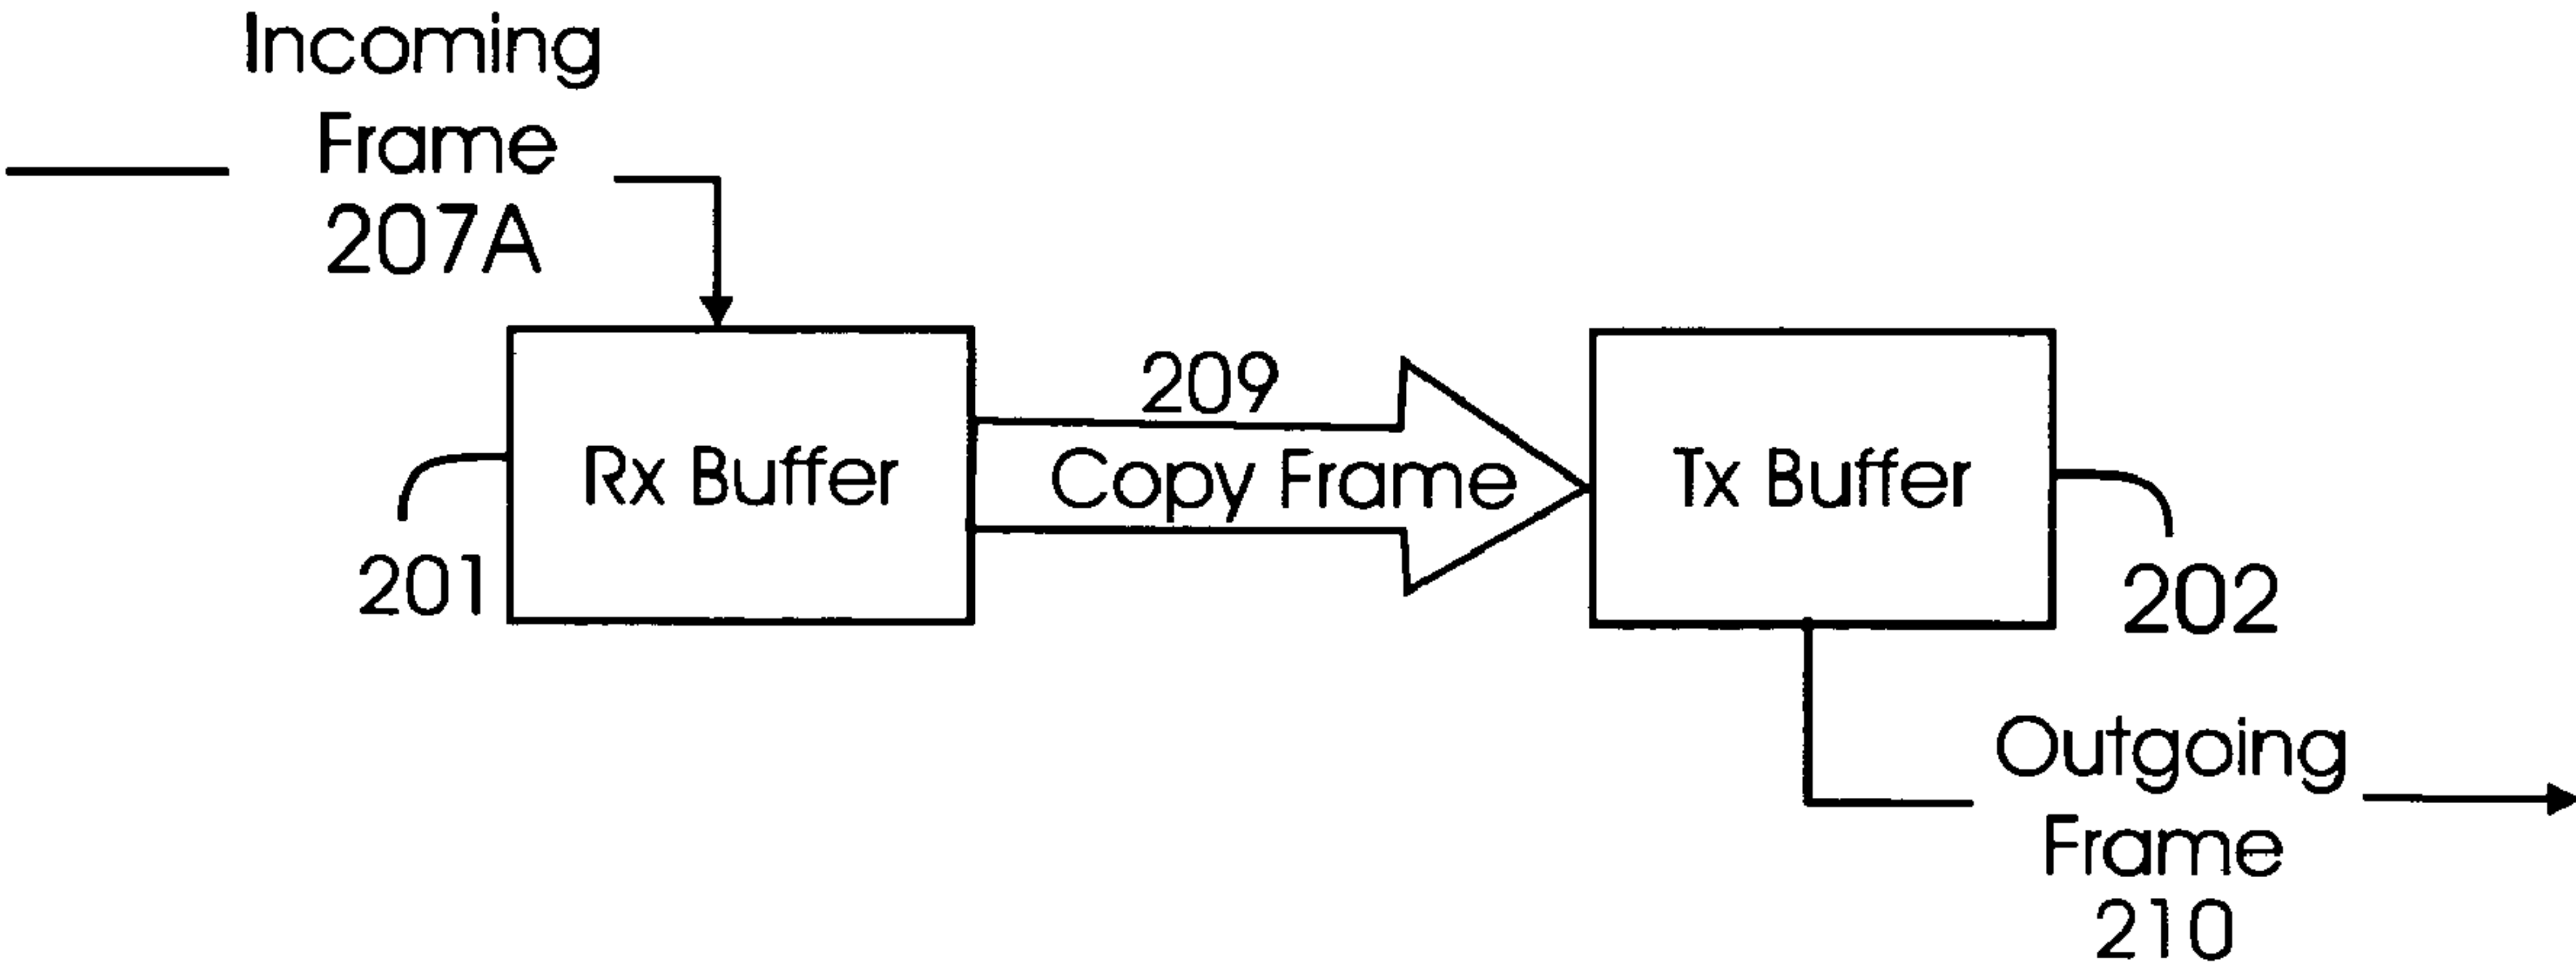 Incoming
Frame
207A
209
Rx Buffer
Copy Frame
Tx Buffer
201
202
Outgoing
Frame
210